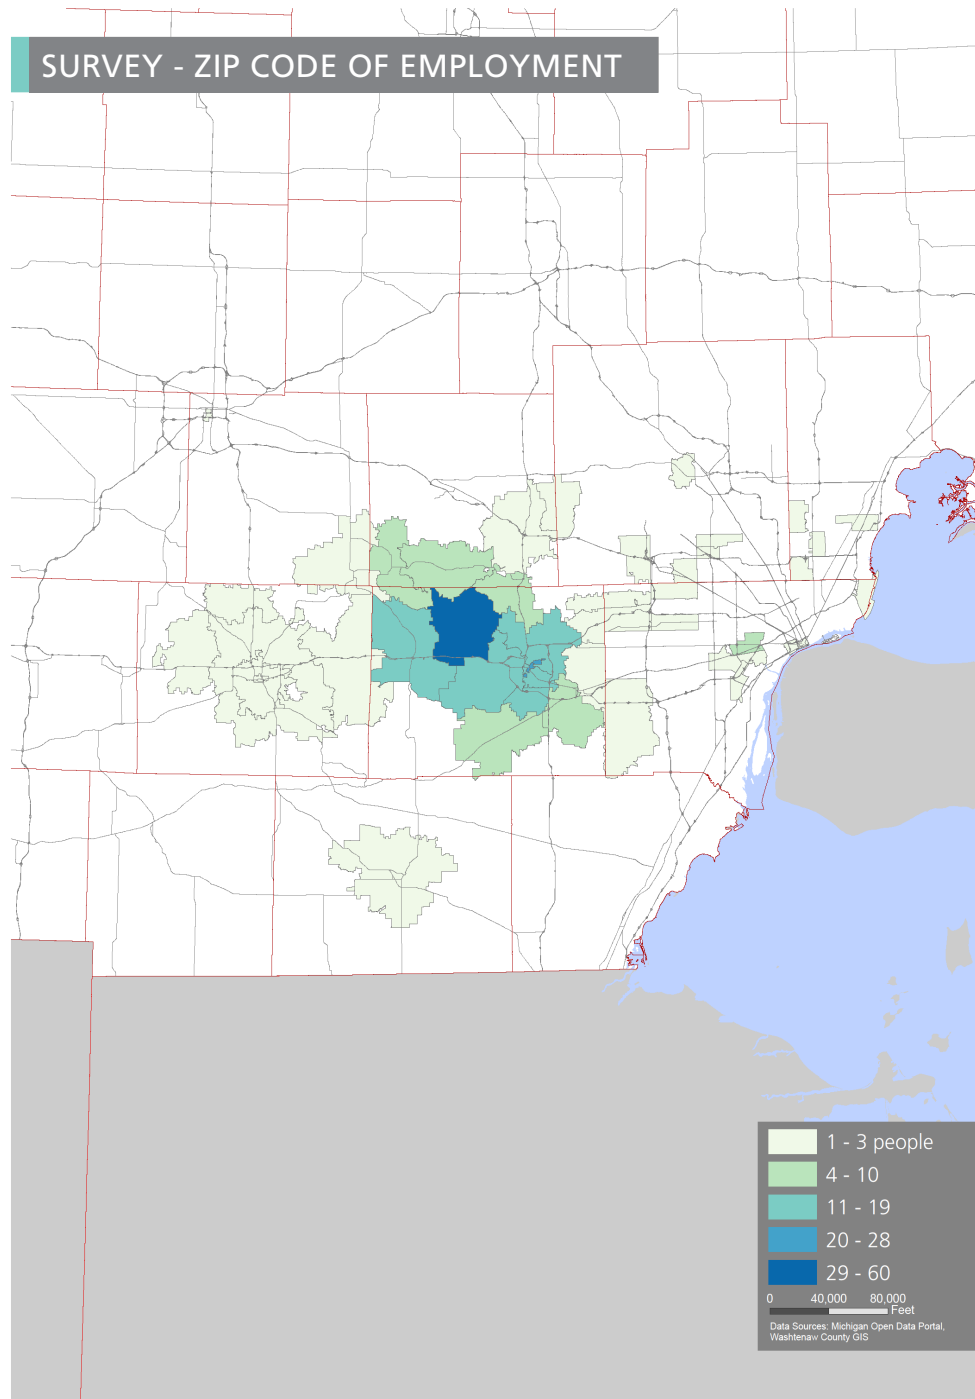 SURVEY - ZIP CODE OF EMPLOYMENT
1 - 3 people
4 - 10
11 - 19
20 - 28
29 - 60
0 40,000 80,000
Feet
Data Sources: Michigan Open Data Portal,
Washtenaw County GIS